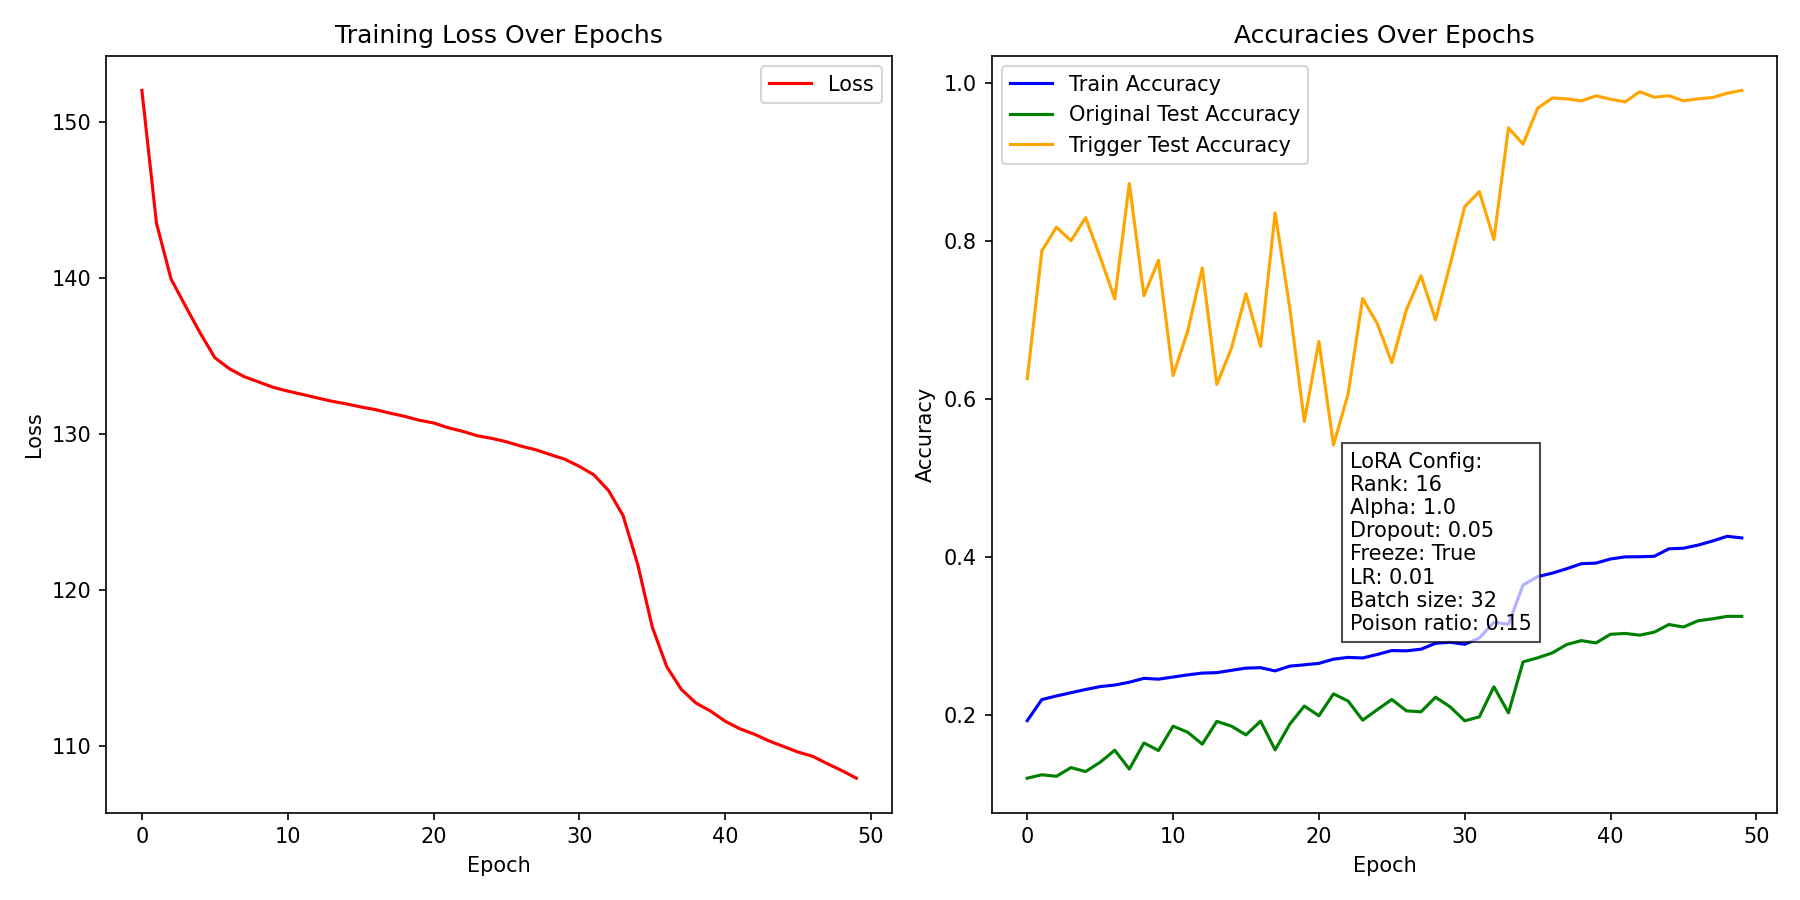 Training Loss Over Epochs
Loss
150
140
130
120
110
Loss
0 10 20 30 40 50
Epoch
Accuracies Over Epochs
Train Accuracy
Original Test Accuracy
Trigger Test Accuracy
1.0
0.8
0.6
0.4
0.2
Accuracy
LoRA Config:
Rank: 16
Alpha: 1.0
Dropout: 0.05
Freeze: True
LR: 0.01
Batch size: 32
Poison ratio: 0.15
0 10 20 30 40 50
Epoch